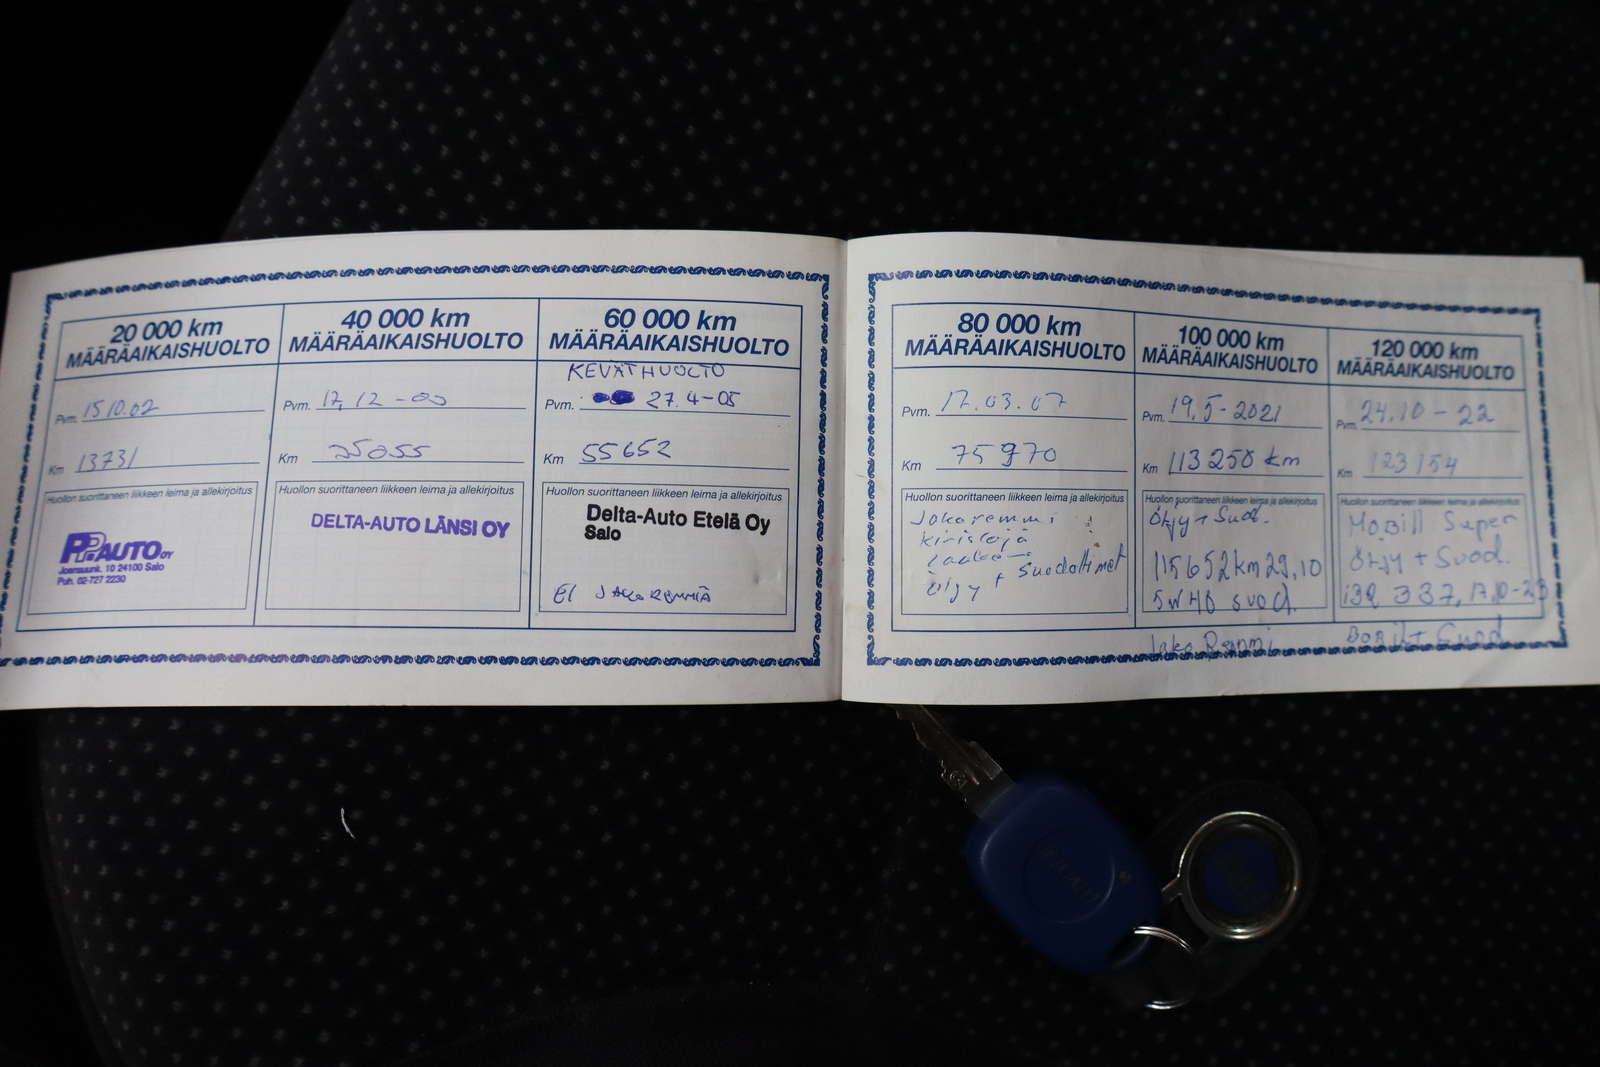 20 000 km
MÄÄRÄAIKAISHUOLTO
Pvm. 15 10.02
Km 13731
Huollon suorittaneen liikkeen leima ja allekirjoitus
PP.AUTO OY
Joensuunk. 10 24100 Salo
Puh. 02-727 2230
40 000 km
MÄÄRÄAIKAISHUOLTO
Pvm. 17.12 -03
Km 35055
Huollon suorittaneen liikkeen leima ja allekirjoitus
DELTA-AUTO LÄNSI OY
60 000 km
MÄÄRÄAIKAISHUOLTO
KEVÄTHUOLTO
Pvm. 27.4-05
Km 55652
Huollon suorittaneen liikkeen leima ja allekirjoitus
Delta-Auto Etelä Oy
Salo
EI JAKOREMMIÄ
80 000 km
MÄÄRÄAIKAISHUOLTO
Pvm. 17.03.07
Km 75970
Huollon suorittaneen liikkeen leima ja allekirjoitus
Jakoremmi
kiristäjä
öljy + Suodattimet
100 000 km
MÄÄRÄAIKAISHUOLTO
Pvm. 19.5-2021
Km 113250 km
Huollon suorittaneen liikkeen leima ja allekirjoitus
Öljy + Suod.
115652km 29,10
5W40 suod.
Jako Remmi
120 000 km
MÄÄRÄAIKAISHUOLTO
Pvm. 24.10-22
Km 123154
Huollon suorittaneen liikkeen leima ja allekirjoitus
Mobill Super
Öljy + Suod.
132 337, 17.10-23
Suod